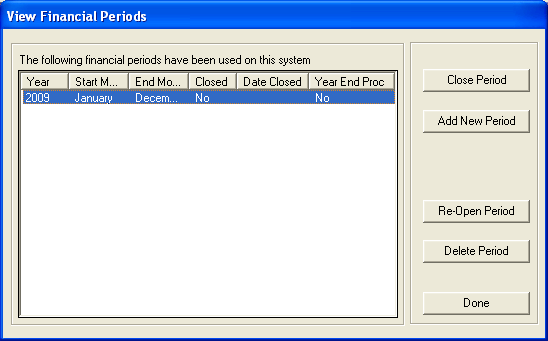 View Financial Periods
The following financial periods have been used on this system
Year Start M... End Mo... Closed Date Closed Year End Proc
2009 January Decem... No No
Close Period
Add New Period
Re-Open Period
Delete Period
Done